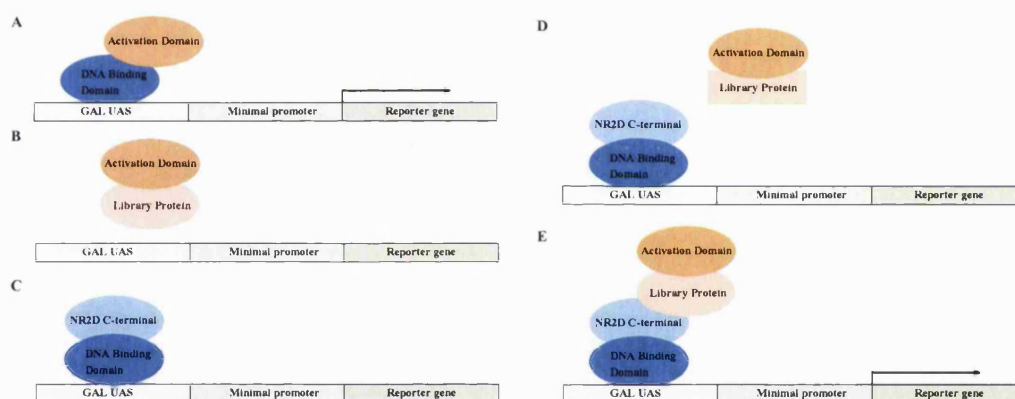 A
Activation Domain
DNA Binding
Domain
GAL UAS Minimal promoter Reporter gene
B
Activation Domain
Library Protein
GAL UAS Minimal promoter Reporter gene
C
NR2D C-terminal
DNA Binding
Domain
GAL UAS Minimal promoter Reporter gene
D
Activation Domain
Library Protein
NR2D C-terminal
DNA Binding
Domain
GAL UAS Minimal promoter Reporter gene
E
Activation Domain
Library Protein
NR2D C-terminal
DNA Binding
Domain
GAL UAS Minimal promoter Reporter gene